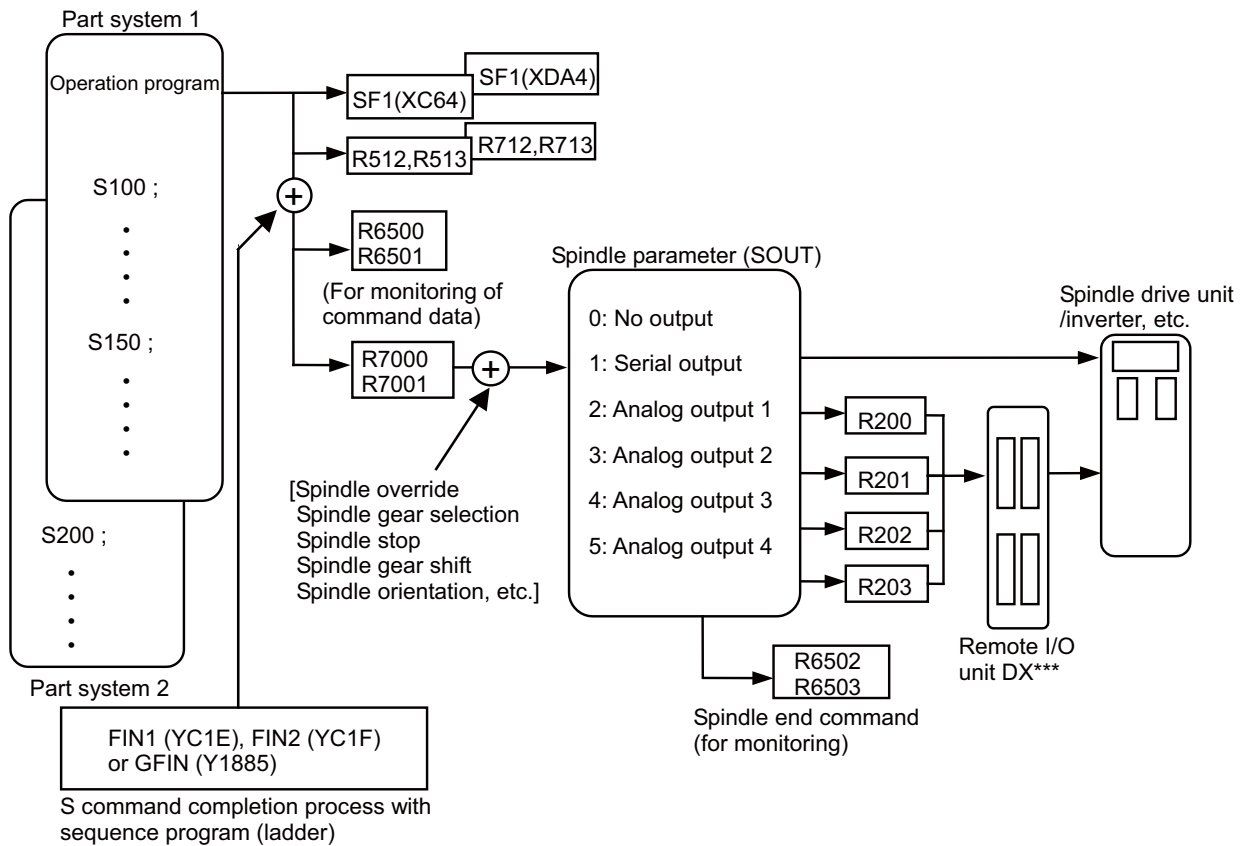 Part system 1
Operation program
S100 ;
S150 ;
S200 ;
Part system 2
SF1(XC64)
SF1(XDA4)
R512,R513
R712,R713
+
R6500
R6501
(For monitoring of
command data)
R7000
R7001
+
[Spindle override
Spindle gear selection
Spindle stop
Spindle gear shift
Spindle orientation, etc.]
FIN1 (YC1E), FIN2 (YC1F)
or GFIN (Y1885)
S command completion process with
sequence program (ladder)
Spindle parameter (SOUT)
0: No output
1: Serial output
2: Analog output 1
3: Analog output 2
4: Analog output 3
5: Analog output 4
R200
R201
R202
R203
R6502
R6503
Spindle end command
(for monitoring)
Remote I/O
unit DX***
Spindle drive unit
/inverter, etc.